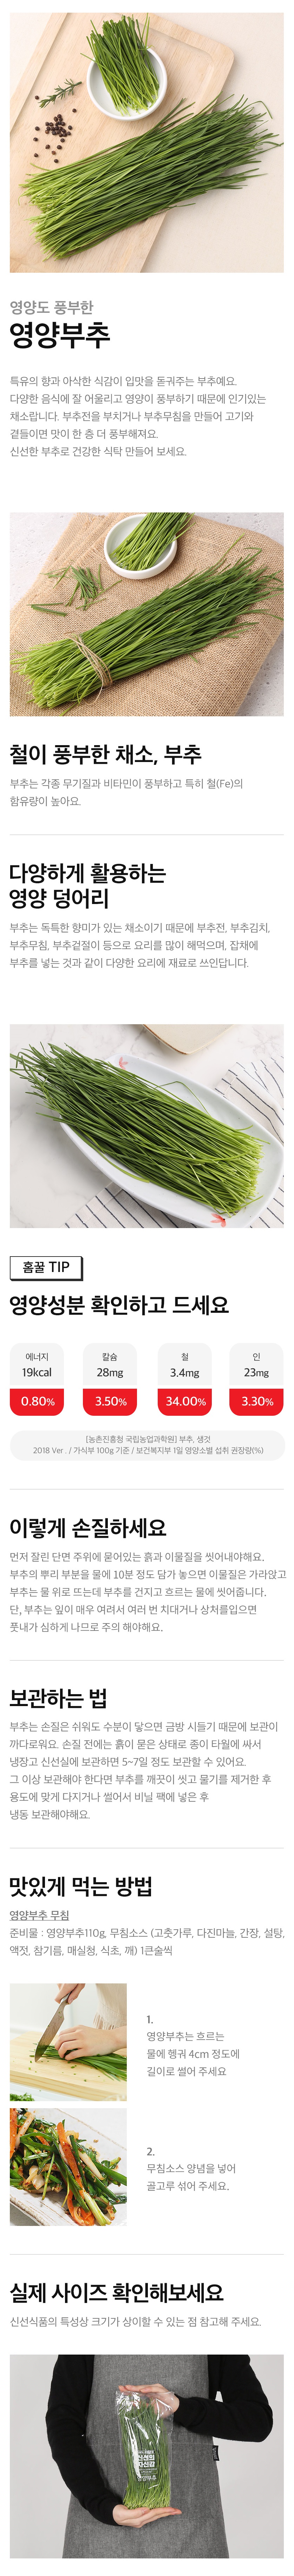 영양도 풍부한
영양부추
특유의 향과 아삭한 식감이 입맛을 돋궈주는 부추예요.
다양한 음식에 잘 어울리고 영양이 풍부하기 때문에 인기있는
채소랍니다. 부추전을 부치거나 부추무침을 만들어 고기와
곁들이면 맛이 한 층 더 풍부해져요.
신선한 부추로 건강한 식탁 만들어 보세요.
철이 풍부한 채소, 부추
부추는 각종 무기질과 비타민이 풍부하고 특히 철(Fe)의
함유량이 높아요.
다양하게 활용하는
영양 덩어리
부추는 독특한 향미가 있는 채소이기 때문에 부추전, 부추김치,
부추무침, 부추겉절이 등으로 요리를 많이 해먹으며, 잡채에
부추를 넣는 것과 같이 다양한 요리에 재료로 쓰인답니다.
홈꿀 TIP
영양성분 확인하고 드세요
에너지 칼슘 철 인
19kcal 28mg 3.4mg 23mg
0.80% 3.50% 34.00% 3.30%
[농촌진흥청 국립농업과학원] 부추, 생것
2018 Ver . / 가식부 100g 기준 / 보건복지부 1일 영양소별 섭취 권장량(%)
이렇게 손질하세요
먼저 잘린 단면 주위에 묻어있는 흙과 이물질을 씻어내야해요.
부추의 뿌리 부분을 물에 10분 정도 담가 놓으면 이물질은 가라앉고
부추는 물 위로 뜨는데 부추를 건지고 흐르는 물에 씻어줍니다.
단, 부추는 잎이 매우 여려서 여러 번 치대거나 상처를입으면
풋내가 심하게 나므로 주의 해야해요.
보관하는 법
부추는 손질은 쉬워도 수분이 닿으면 금방 시들기 때문에 보관이
까다로워요. 손질 전에는 흙이 묻은 상태로 종이 타월에 싸서
냉장고 신선실에 보관하면 5~7일 정도 보관할 수 있어요.
그 이상 보관해야 한다면 부추를 깨끗이 씻고 물기를 제거한 후
용도에 맞게 다지거나 썰어서 비닐 팩에 넣은 후
냉동 보관해야해요.
맛있게 먹는 방법
영양부추 무침
준비물 : 영양부추110g, 무침소스 (고춧가루, 다진마늘, 간장, 설탕,
액젓, 참기름, 매실청, 식초, 깨) 1큰술씩
1.
영양부추는 흐르는
물에 헹궈 4cm 정도에
길이로 썰어 주세요
2.
무침소스 양념을 넣어
골고루 섞어 주세요.
실제 사이즈 확인해보세요
신선식품의 특성상 크기가 상이할 수 있는 점 참고해 주세요.
영양부추